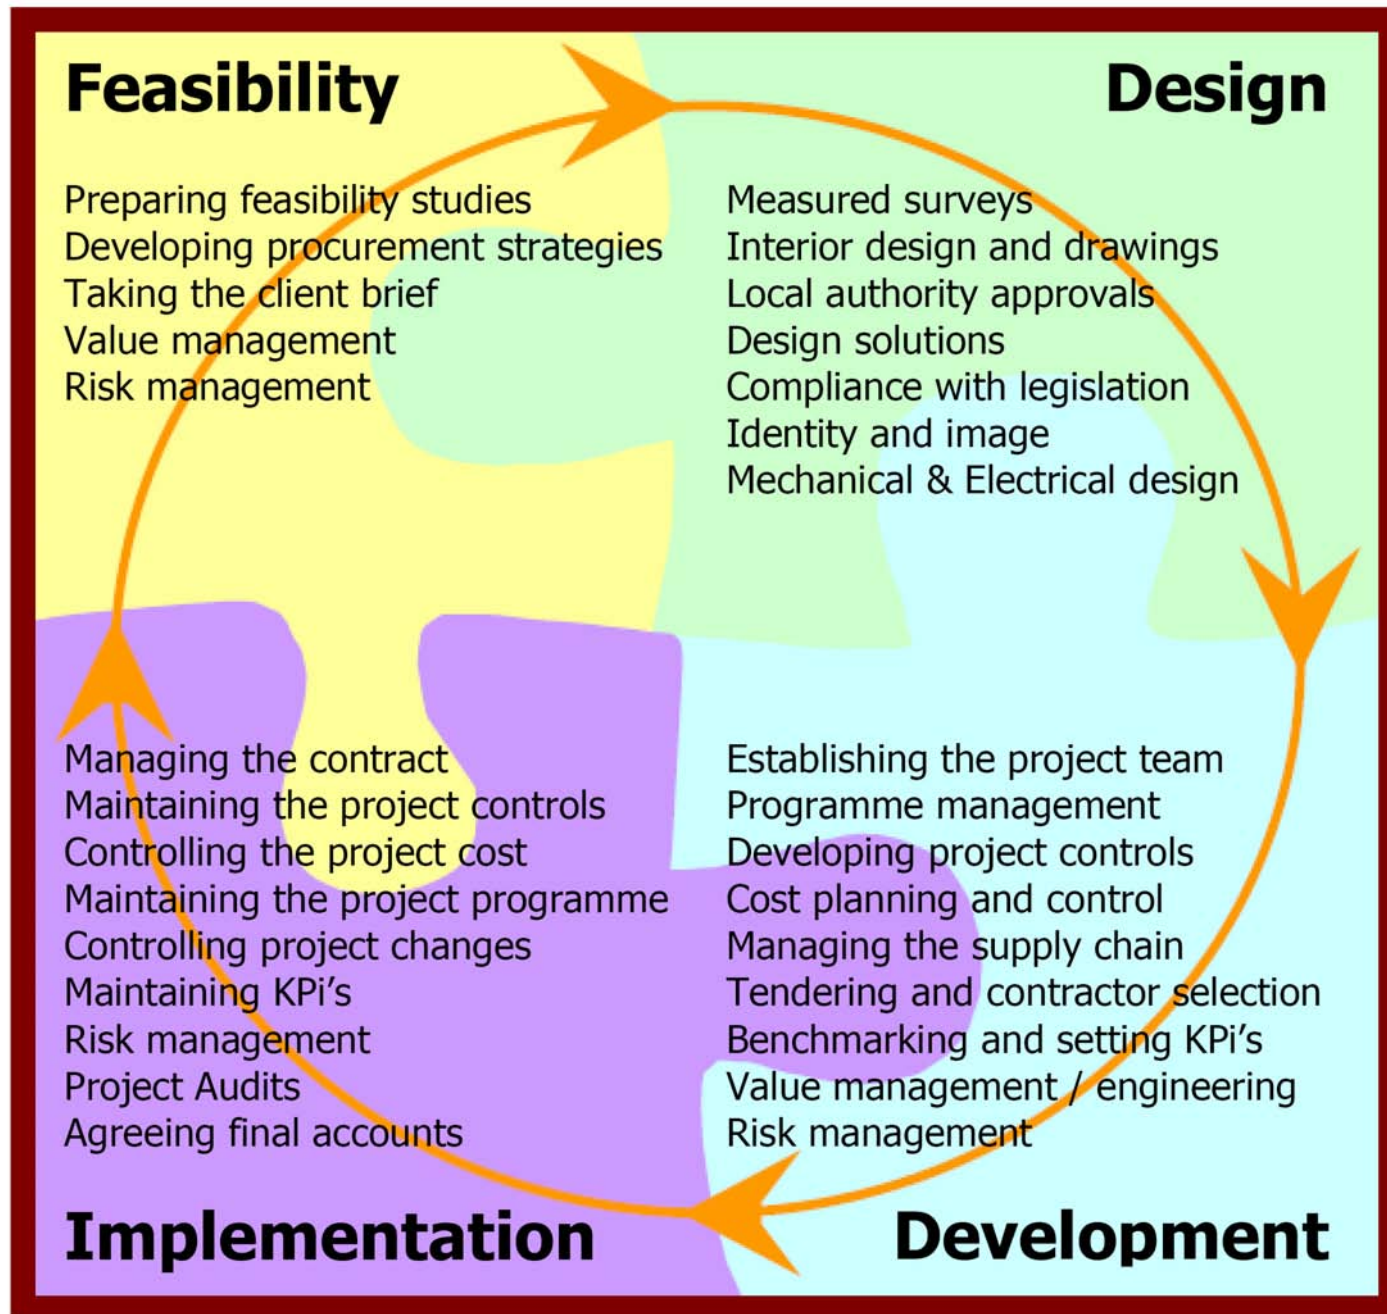 Feasibility
Preparing feasibility studies
Developing procurement strategies
Taking the client brief
Value management
Risk management
Design
Measured surveys
Interior design and drawings
Local authority approvals
Design solutions
Compliance with legislation
Identity and image
Mechanical & Electrical design
Establishing the project team
Programme management
Developing project controls
Cost planning and control
Managing the supply chain
Tendering and contractor selection
Benchmarking and setting KPi’s
Value management / engineering
Risk management
Development
Managing the contract
Maintaining the project controls
Controlling the project cost
Maintaining the project programme
Controlling project changes
Maintaining KPi’s
Risk management
Project Audits
Agreeing final accounts
Implementation